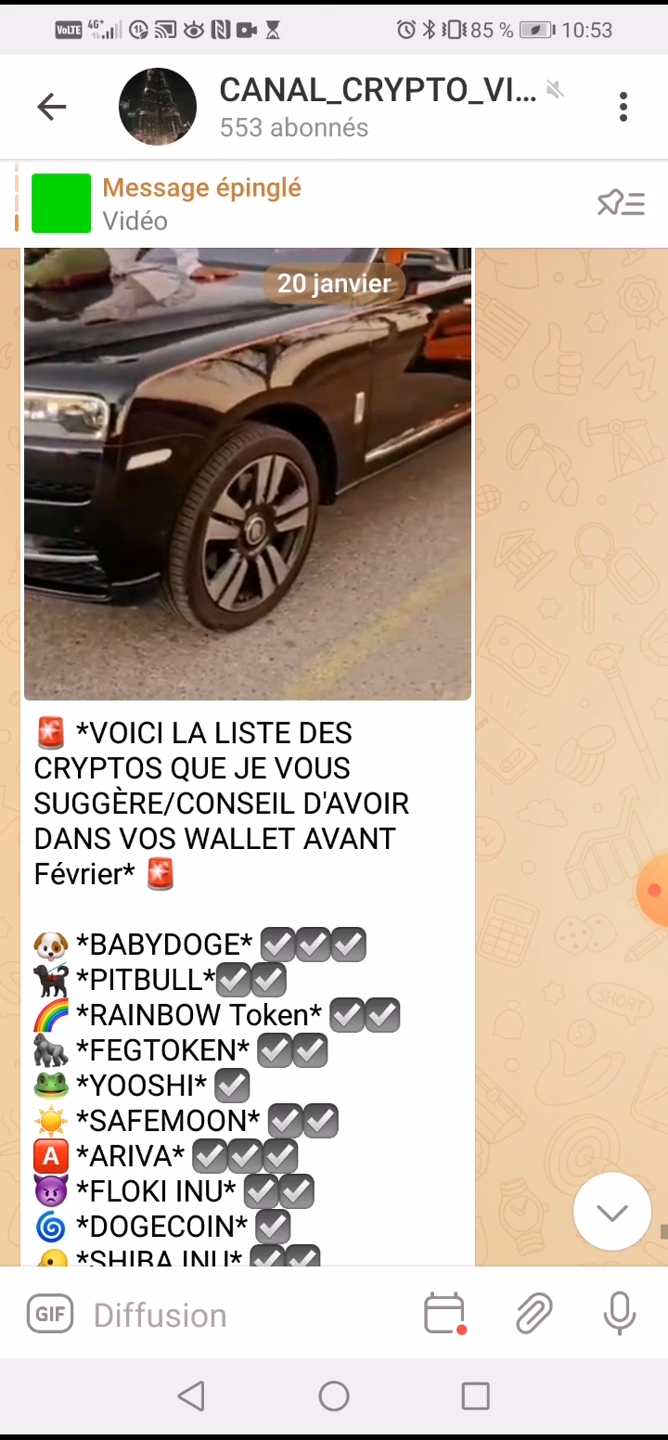 VoLTE 4G+ 85 % 10:53
CANAL_CRYPTO_VI...
553 abonnés
Message épinglé
Vidéo
20 janvier
🚨 *VOICI LA LISTE DES
CRYPTOS QUE JE VOUS
SUGGÈRE/CONSEIL D'AVOIR
DANS VOS WALLET AVANT
Février* 🚨
🐶 *BABYDOGE* ☑️☑️☑️
🐕‍🦺 *PITBULL*☑️☑️
🌈 *RAINBOW Token* ☑️☑️
🦍 *FEGTOKEN* ☑️☑️
🐸 *YOOSHI* ☑️
☀️ *SAFEMOON* ☑️☑️
🅰️ *ARIVA* ☑️☑️☑️
👿 *FLOKI INU* ☑️☑️
🌀 *DOGECOIN* ☑️
🐤 *SHIBA INU* ☑️☑️
GIF Diffusion